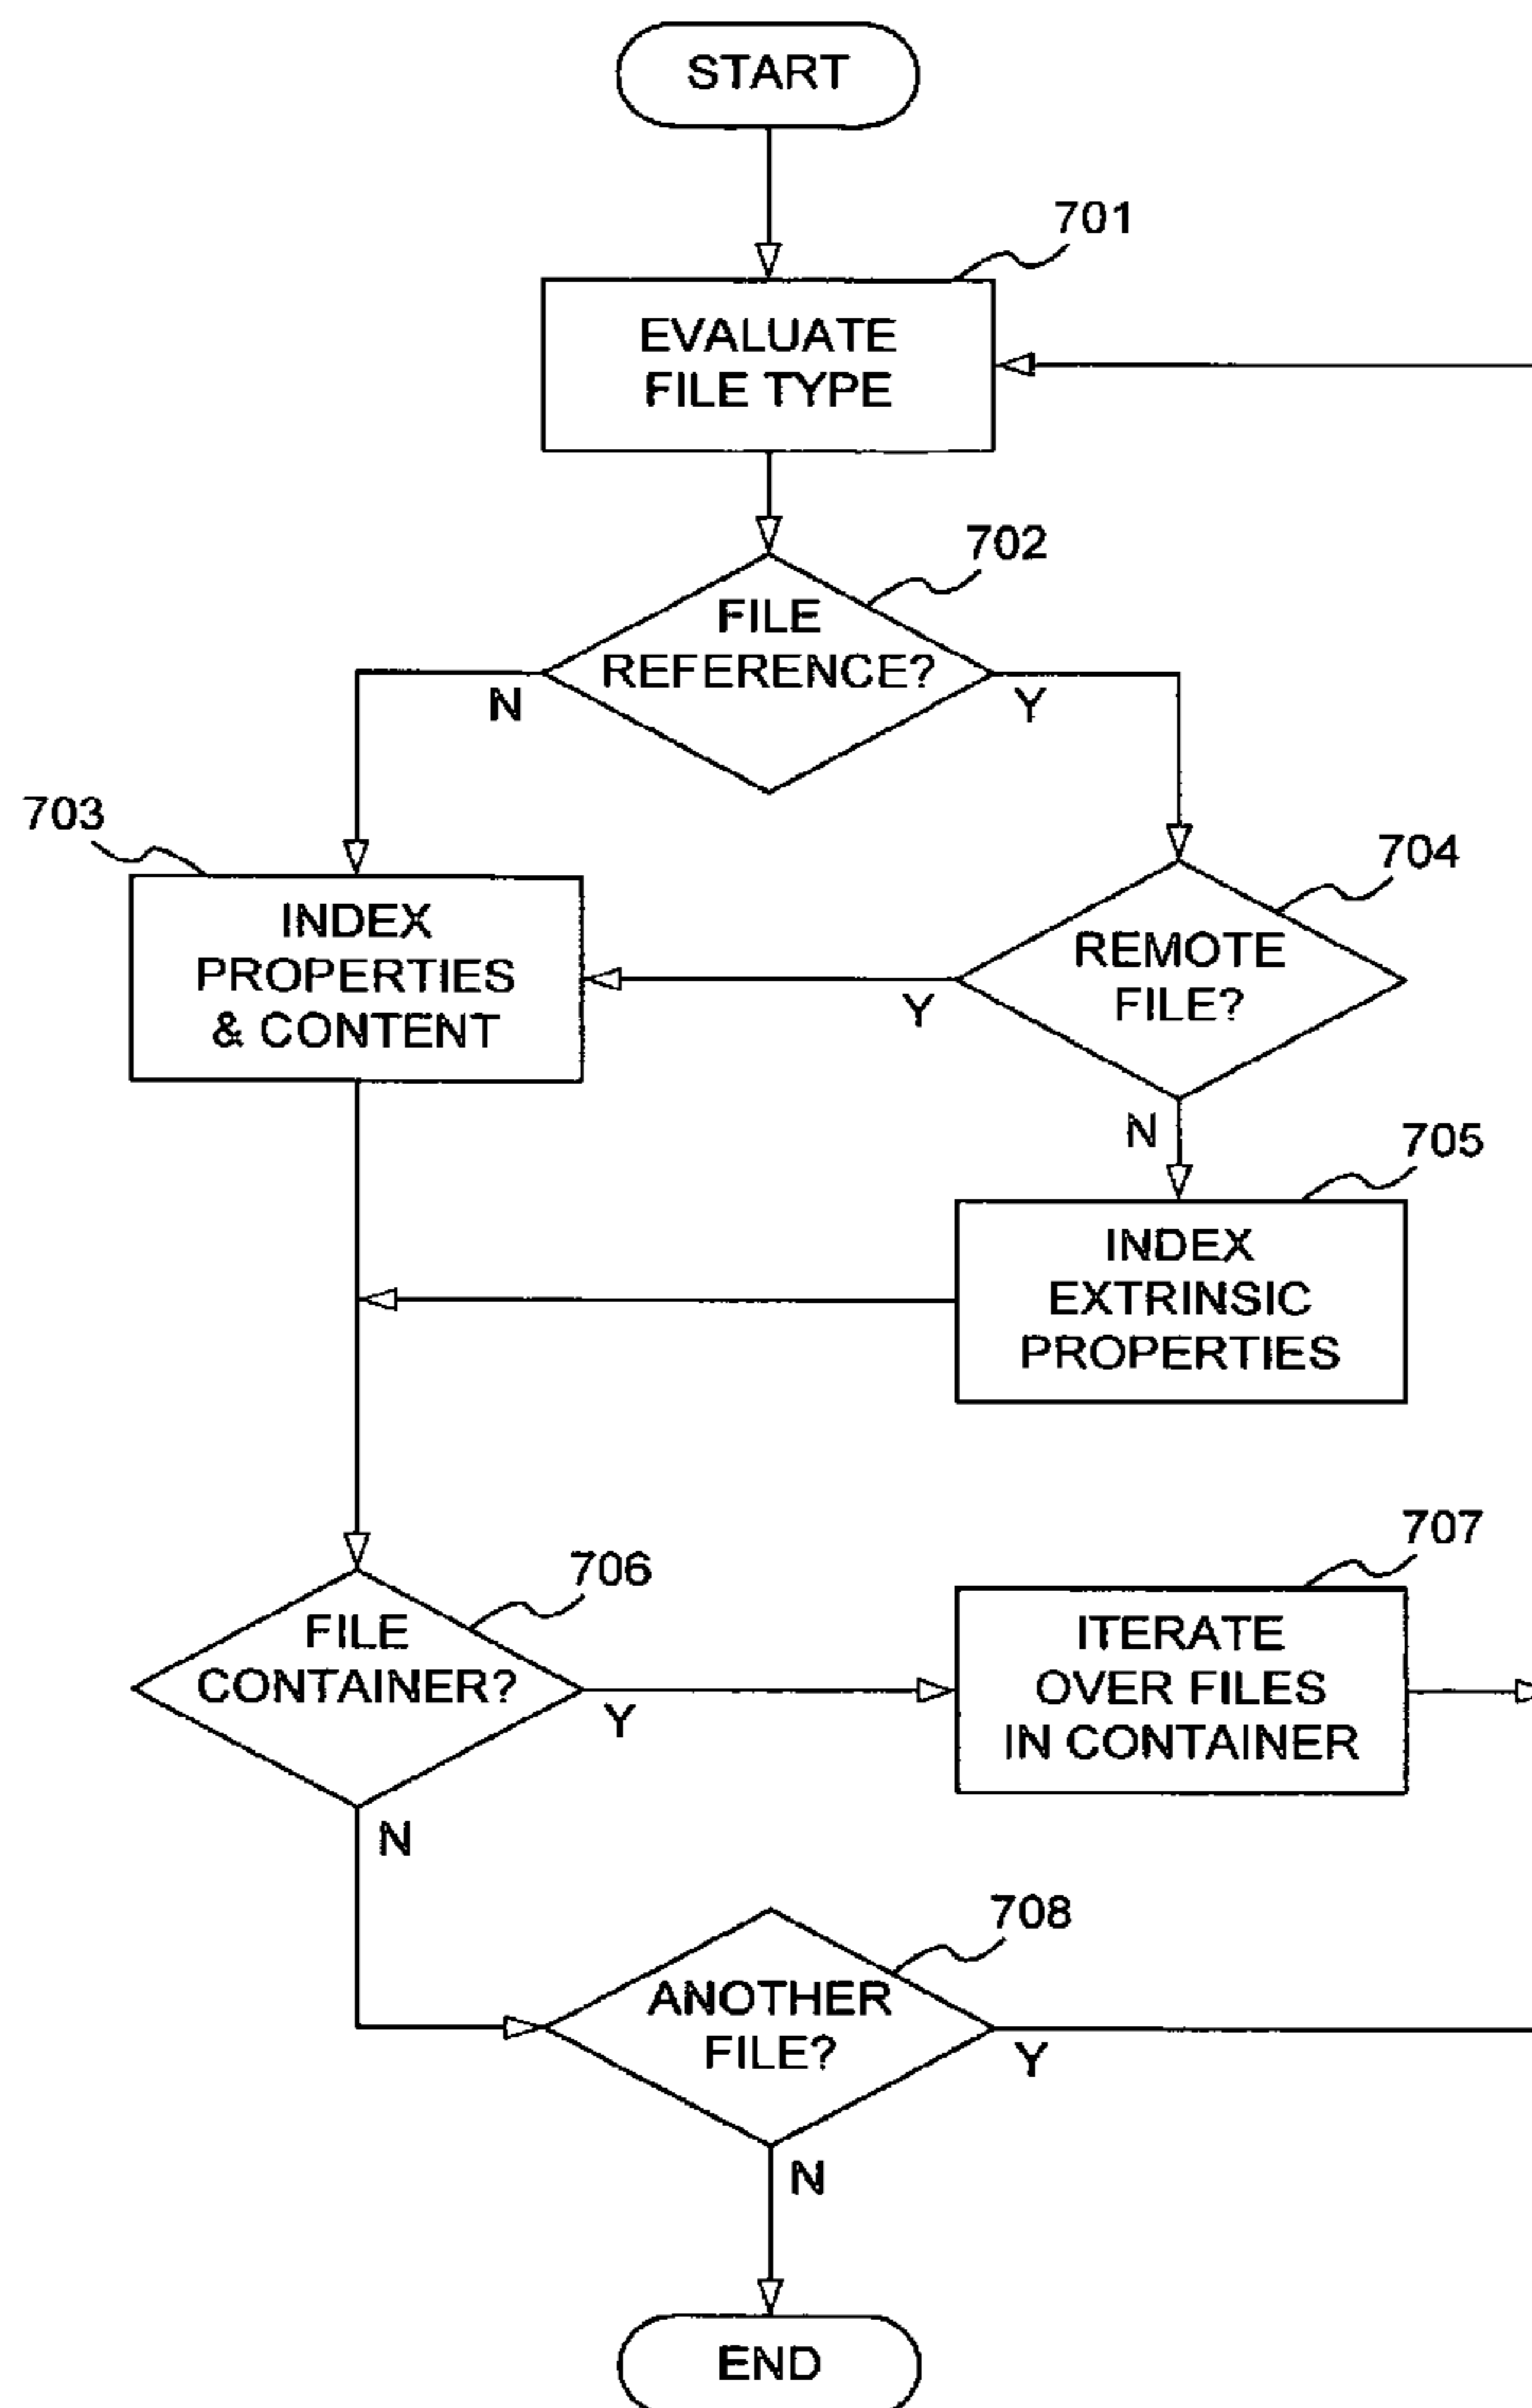 START
701
EVALUATE
FILE TYPE
702
FILE
REFERENCE?
N
Y
703
INDEX
PROPERTIES
& CONTENT
704
REMOTE
FILE?
Y
N
705
INDEX
EXTRINSIC
PROPERTIES
706
FILE
CONTAINER?
Y
N
707
ITERATE
OVER FILES
IN CONTAINER
708
ANOTHER
FILE?
Y
N
END